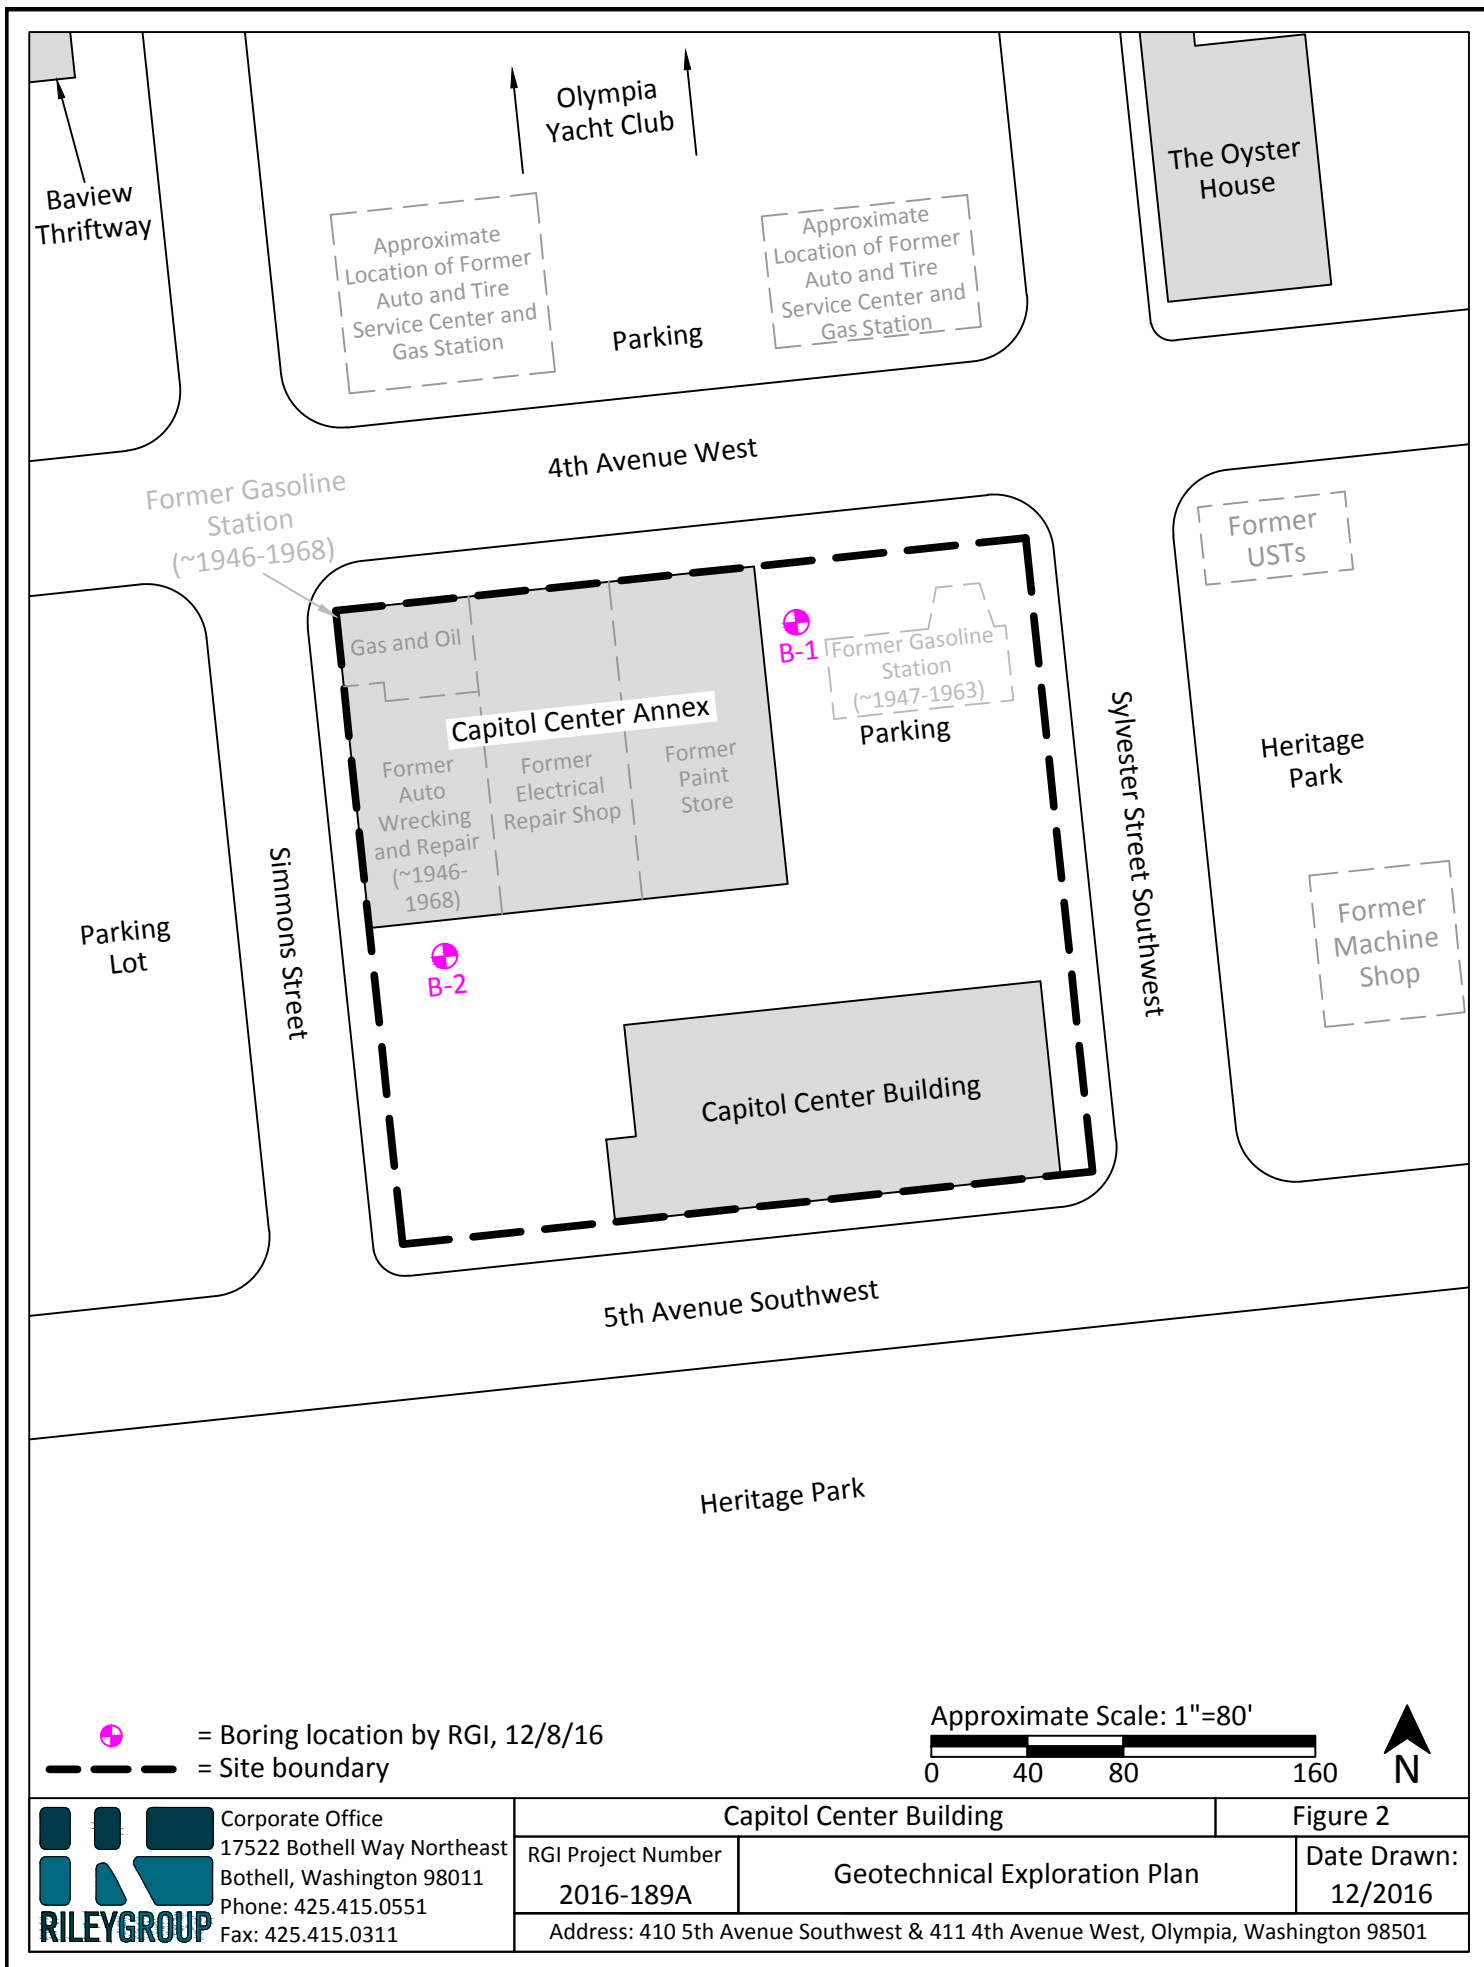 Olympia
Yacht Club
The Oyster
House
Baview
Thriftway
Approximate
Location of Former
Auto and Tire
Service Center and
Gas Station
Approximate
Location of Former
Auto and Tire
Service Center and
Gas Station
Parking
4th Avenue West
Former Gasoline
Station
(~1946-1968)
Former
USTs
Gas and Oil
B-1
Former Gasoline
Station
(~1947-1963)
Parking
Capitol Center Annex
Former
Auto
Wrecking
and Repair
(~1946-
1968)
Former
Electrical
Repair Shop
Former
Paint
Store
Sylvester Street Southwest
Heritage
Park
Simmons Street
Parking
Lot
Former
Machine
Shop
B-2
Capitol Center Building
5th Avenue Southwest
Heritage Park
= Boring location by RGI, 12/8/16
= Site boundary
Approximate Scale: 1"=80'
0 40 80 160
N
RILEYGROUP
Corporate Office
17522 Bothell Way Northeast
Bothell, Washington 98011
Phone: 425.415.0551
Fax: 425.415.0311
Capitol Center Building
Figure 2
RGI Project Number
2016-189A
Geotechnical Exploration Plan
Date Drawn:
12/2016
Address: 410 5th Avenue Southwest & 411 4th Avenue West, Olympia, Washington 98501